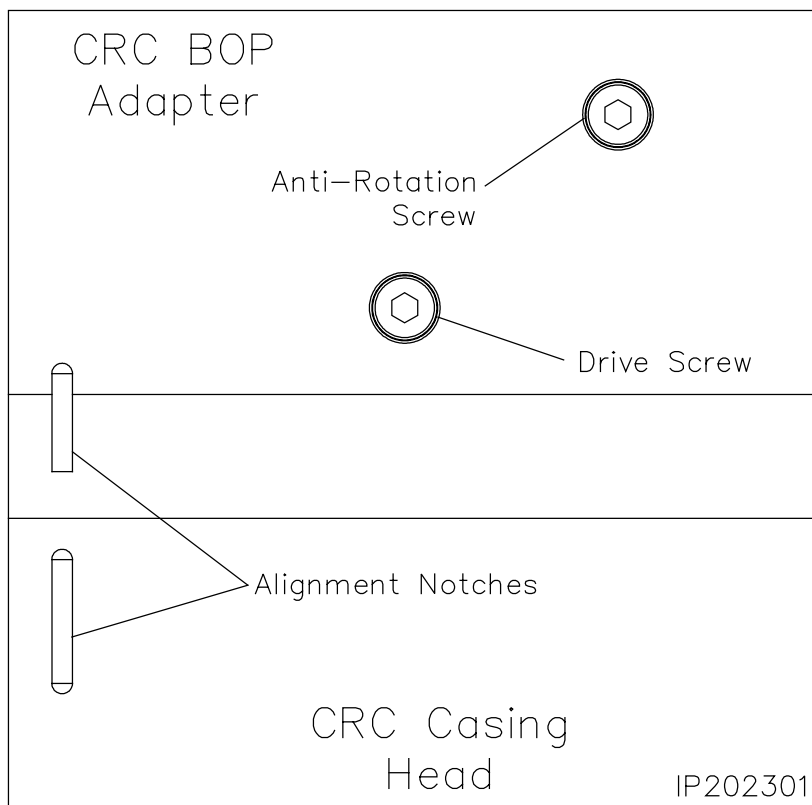 CRC BOP
Adapter
Anti-Rotation
Screw
Drive Screw
Alignment Notches
CRC Casing
Head
IP202301